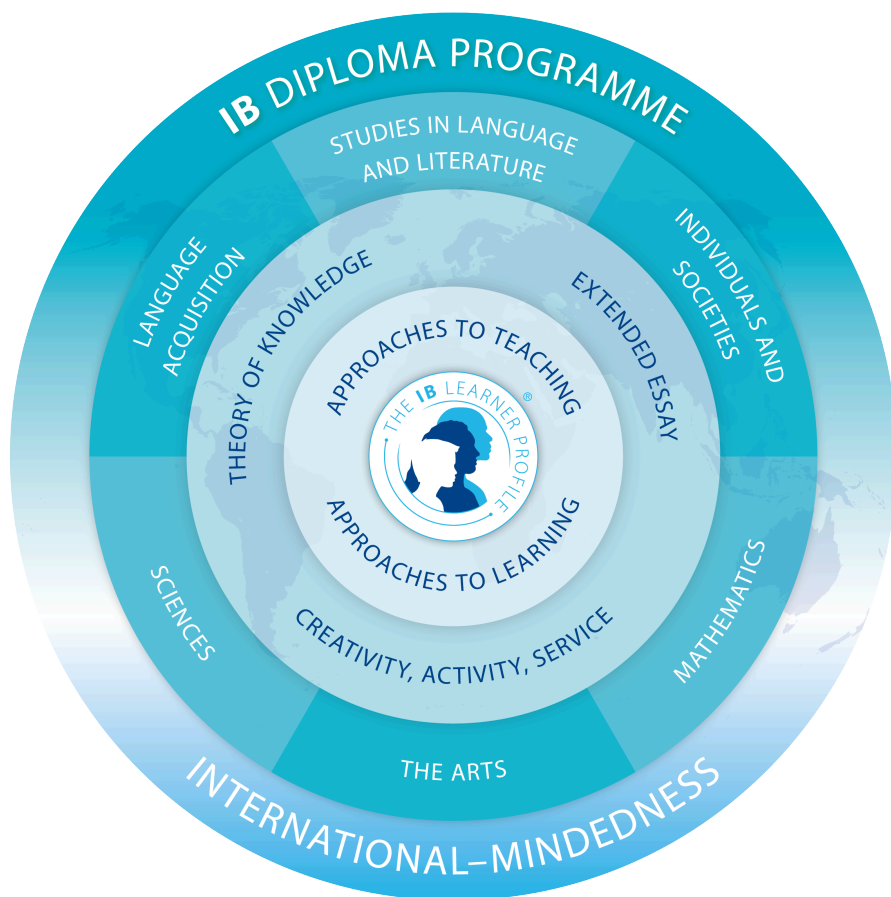 IB DIPLOMA PROGRAMME
STUDIES IN LANGUAGE
AND LITERATURE
LANGUAGE
ACQUISITION
INDIVIDUALS AND
SOCIETIES
THEORY OF KNOWLEDGE
EXTENDED ESSAY
APPROACHES TO TEACHING
THE IB LEARNER PROFILE
®
APPROACHES TO LEARNING
CREATIVITY, ACTIVITY, SERVICE
SCIENCES
MATHEMATICS
THE ARTS
INTERNATIONAL–MINDEDNESS